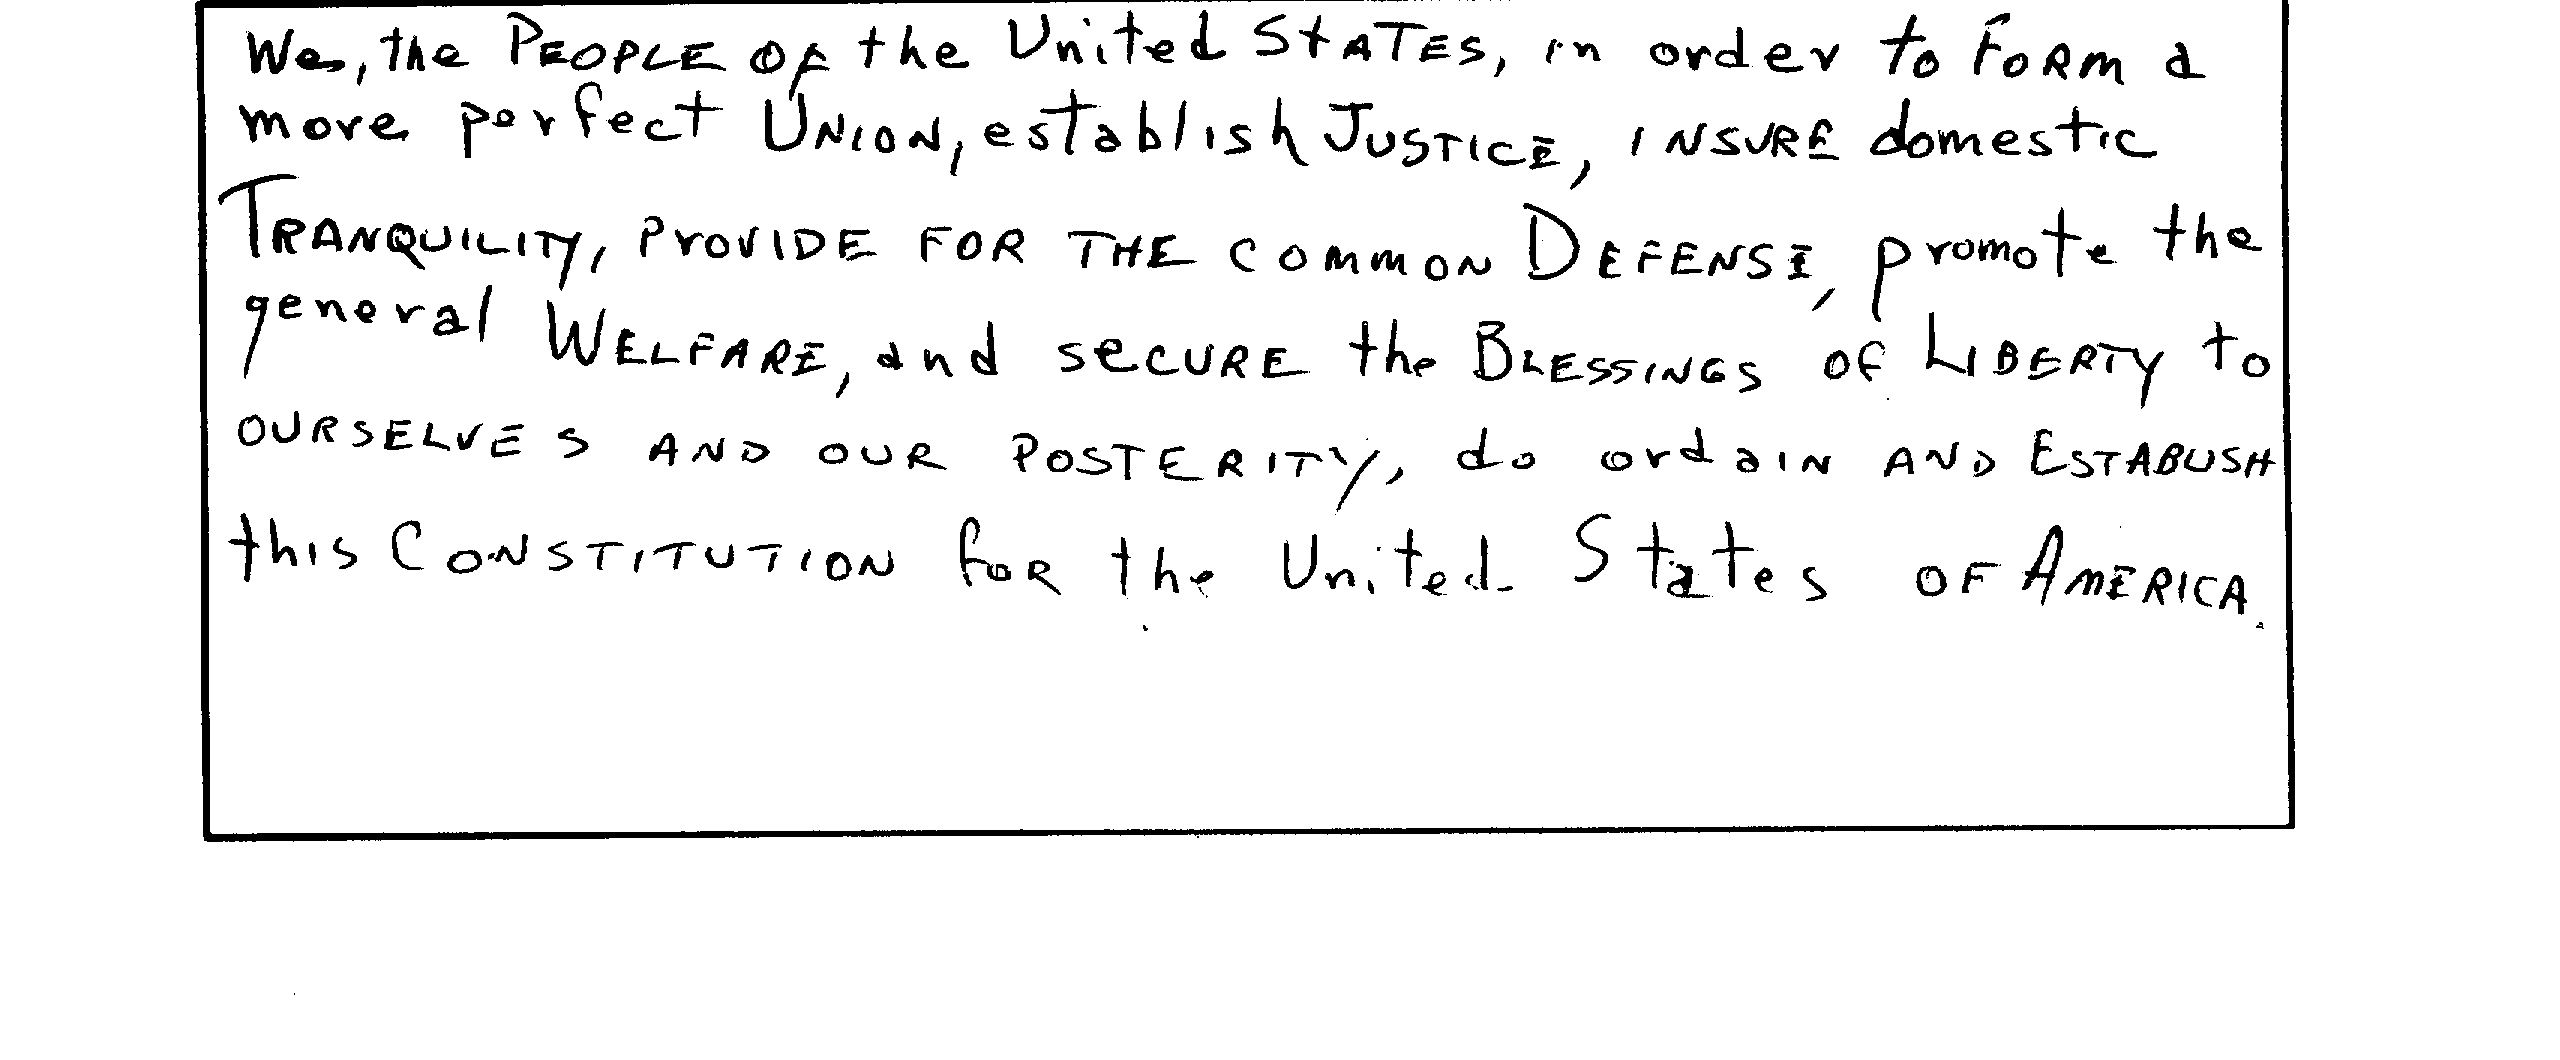 We, the PEOPLE OF the United StATES, in order to FORM a
more perfect UNION, establish JUSTICE, INSURE domestic
TRANQUILITY, PROVIDE FOR THE COMMON DEFENSE, promote the
general WELFARE, and SECURE the BLESSINGS OF LIBERTY to
OURSELVES AND OUR POSTERITY, do ordaIN AND ESTABLISH
this CONSTITUTION foR the United States OF AMERICA.